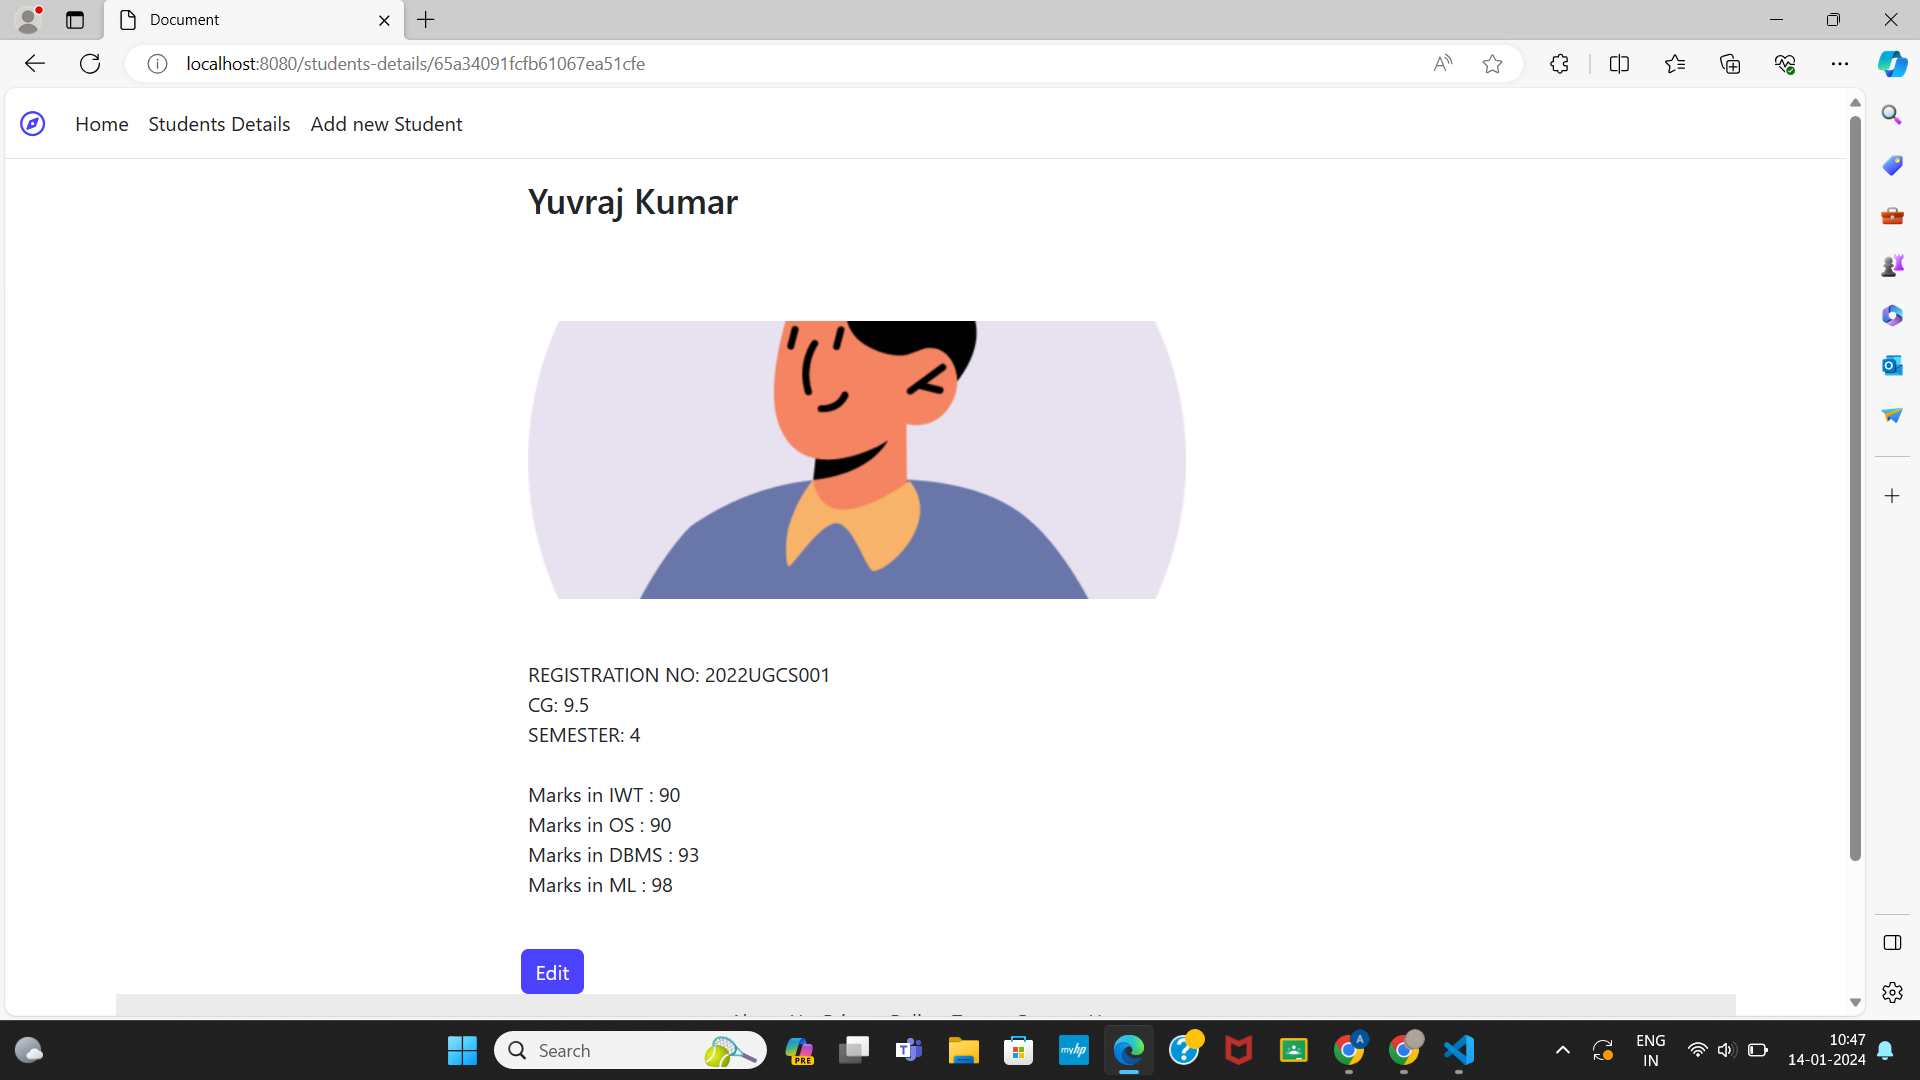 Document
localhost:8080/students-details/65a34091fcfb61067ea51cfe
Home Students Details Add new Student
Yuvraj Kumar
REGISTRATION NO: 2022UGCS001
CG: 9.5
SEMESTER: 4
Marks in IWT : 90
Marks in OS : 90
Marks in DBMS : 93
Marks in ML : 98
Edit
Search
PRE
myhp
A
ENG
IN
10:47
14-01-2024